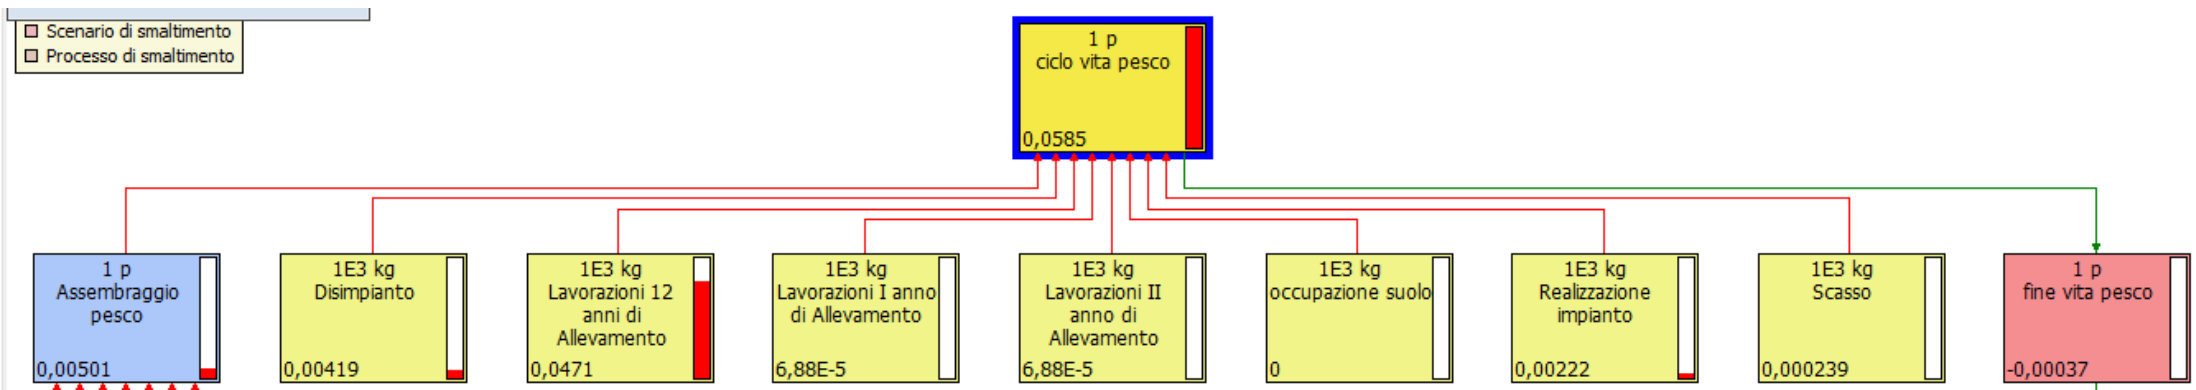 Scenario di smaltimento
Processo di smaltimento
1 p
ciclo vita pesco
0,0585
1 p
Assembraggio
pesco
0,00501
1E3 kg
Disimpianto
0,00419
1E3 kg
Lavorazioni 12
anni di
Allevamento
0,0471
1E3 kg
Lavorazioni I anno
di Allevamento
6,88E-5
1E3 kg
Lavorazioni II
anno di
Allevamento
6,88E-5
1E3 kg
occupazione suolo
0
1E3 kg
Realizzazione
impianto
0,00222
1E3 kg
Scasso
0,000239
1 p
fine vita pesco
-0,00037